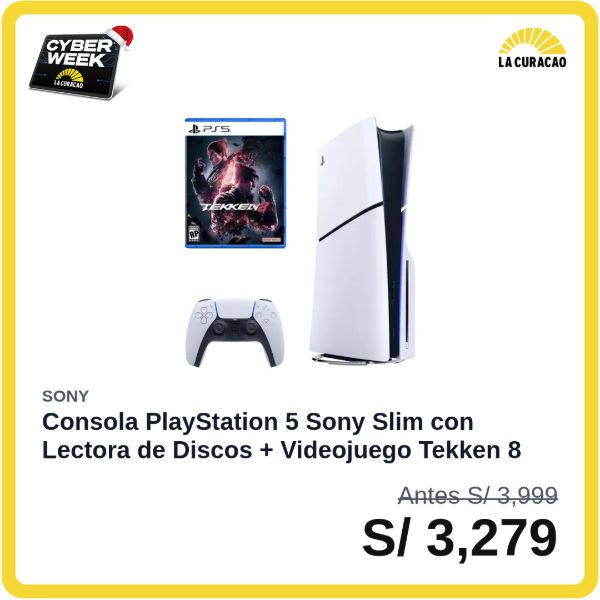 CYBER
WEEK
LA CURACAO
LA CURACAO
PS5
TEKKEN 8
RP
SONY
Consola PlayStation 5 Sony Slim con
Lectora de Discos + Videojuego Tekken 8
Antes S/ 3,999
S/ 3,279